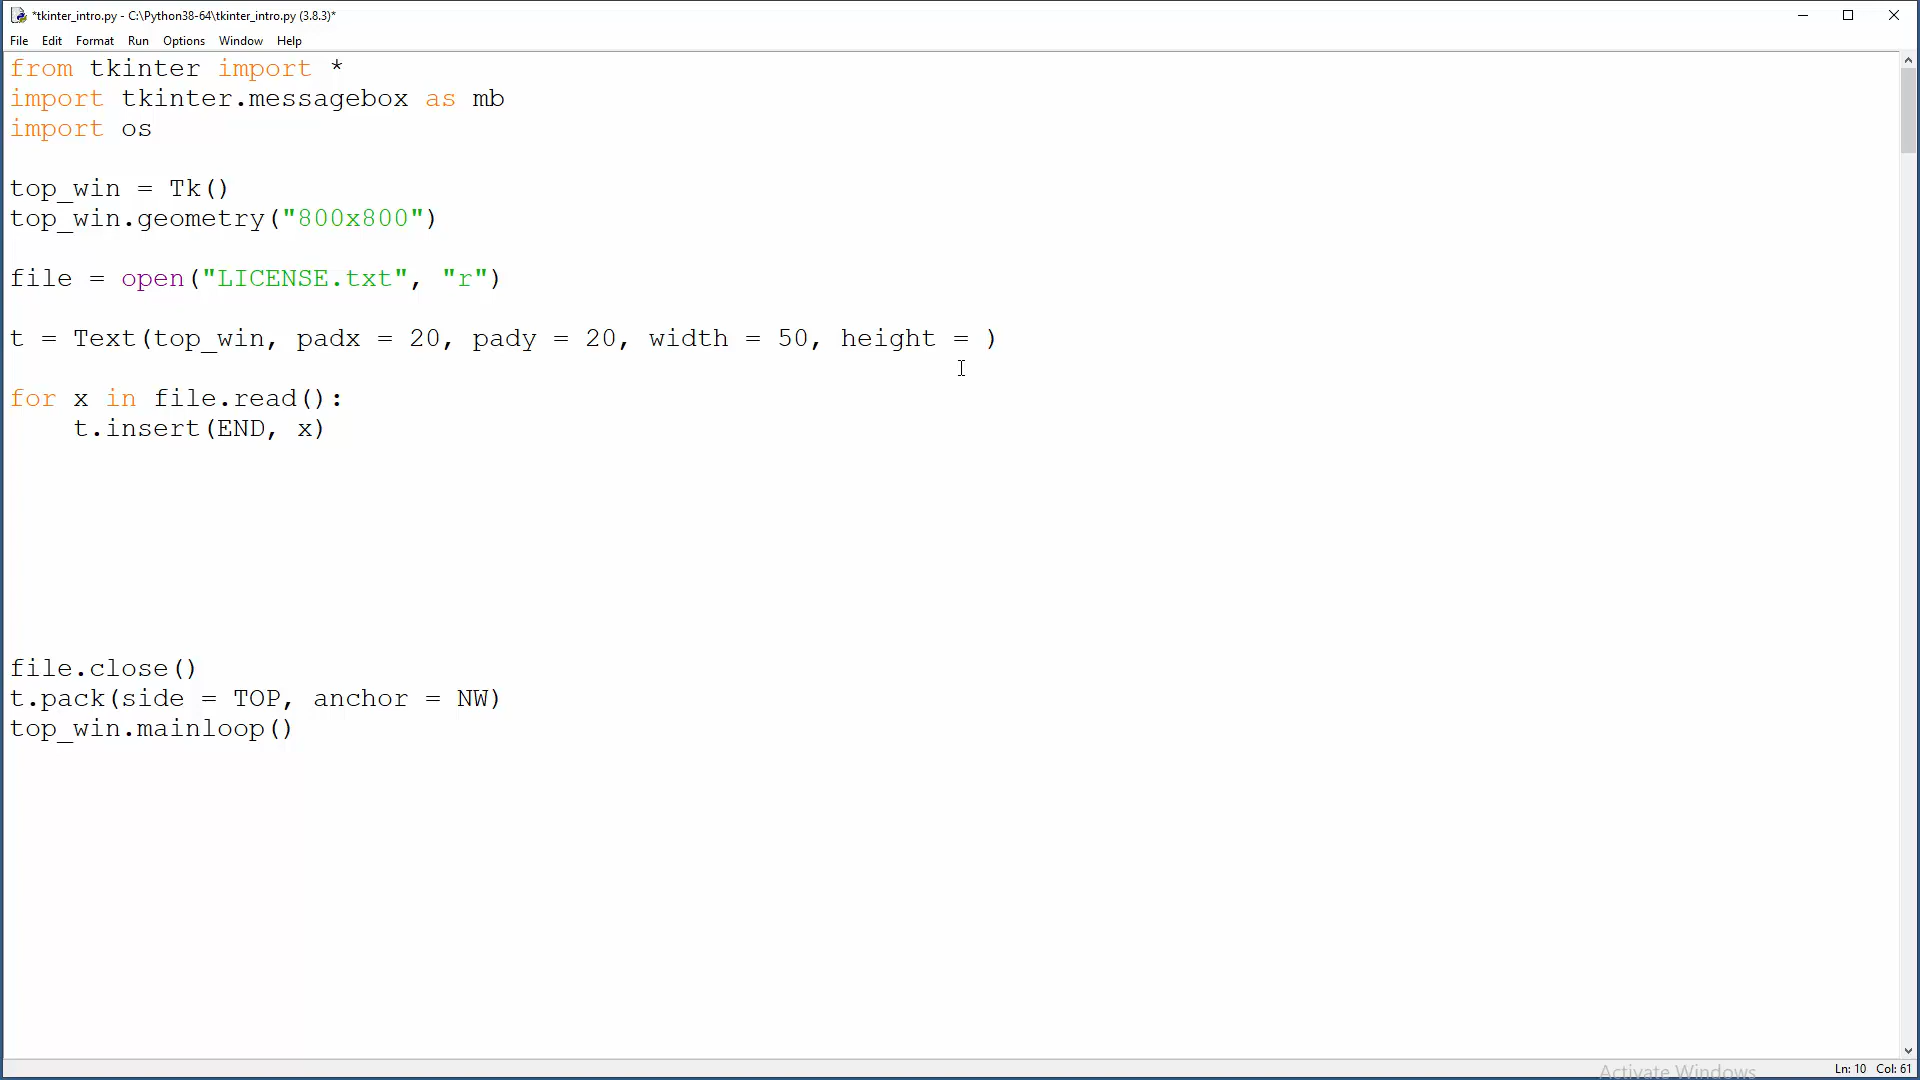 *tkinter_intro.py - C:\Python38-64\tkinter_intro.py (3.8.3)*
File Edit Format Run Options Window Help
from tkinter import *
import tkinter.messagebox as mb
import os
top_win = Tk()
top_win.geometry("800x800")
file = open("LICENSE.txt", "r")
t = Text(top_win, padx = 20, pady = 20, width = 50, height = )
for x in file.read():
    t.insert(END, x)
file.close()
t.pack(side = TOP, anchor = NW)
top_win.mainloop()
Activate Windows
Ln: 10 Col: 61